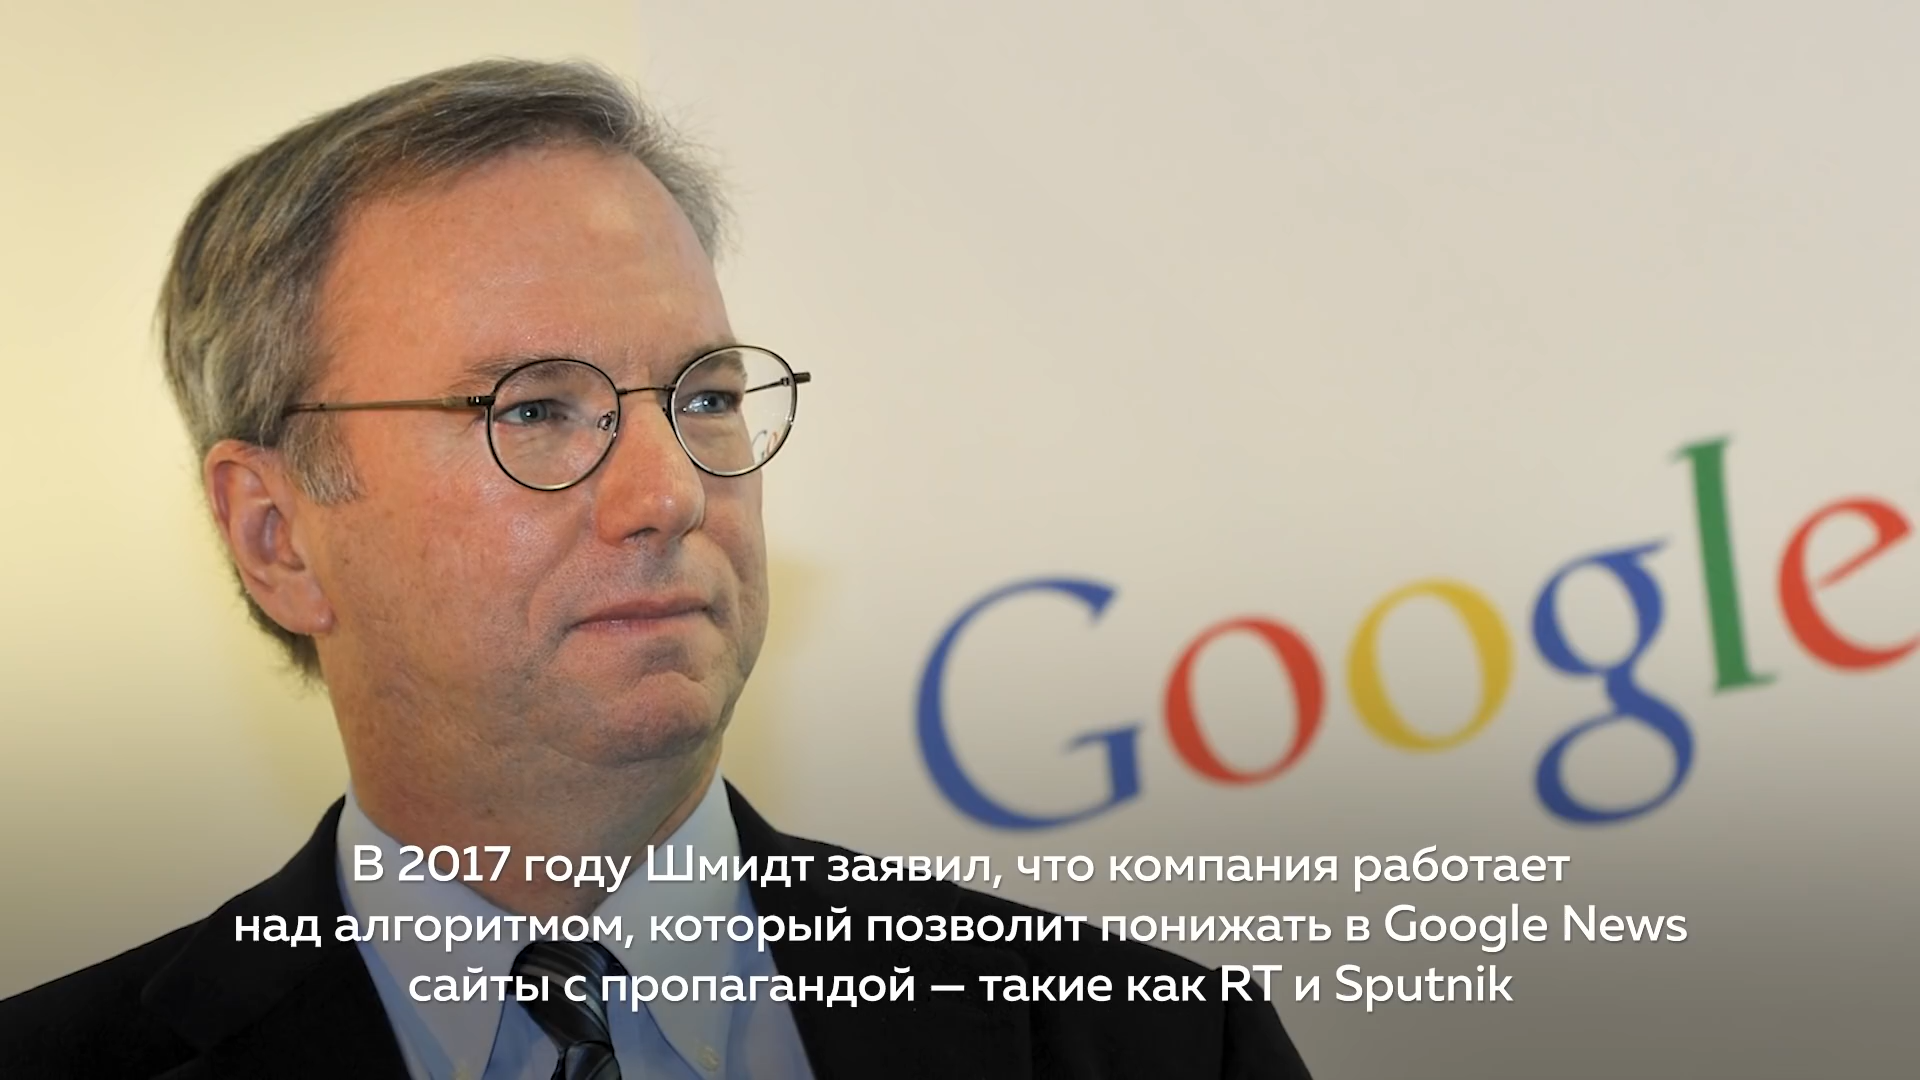 Google
В 2017 году Шмидт заявил, что компания работает
над алгоритмом, который позволит понижать в Google News
сайты с пропагандой — такие как RT и Sputnik